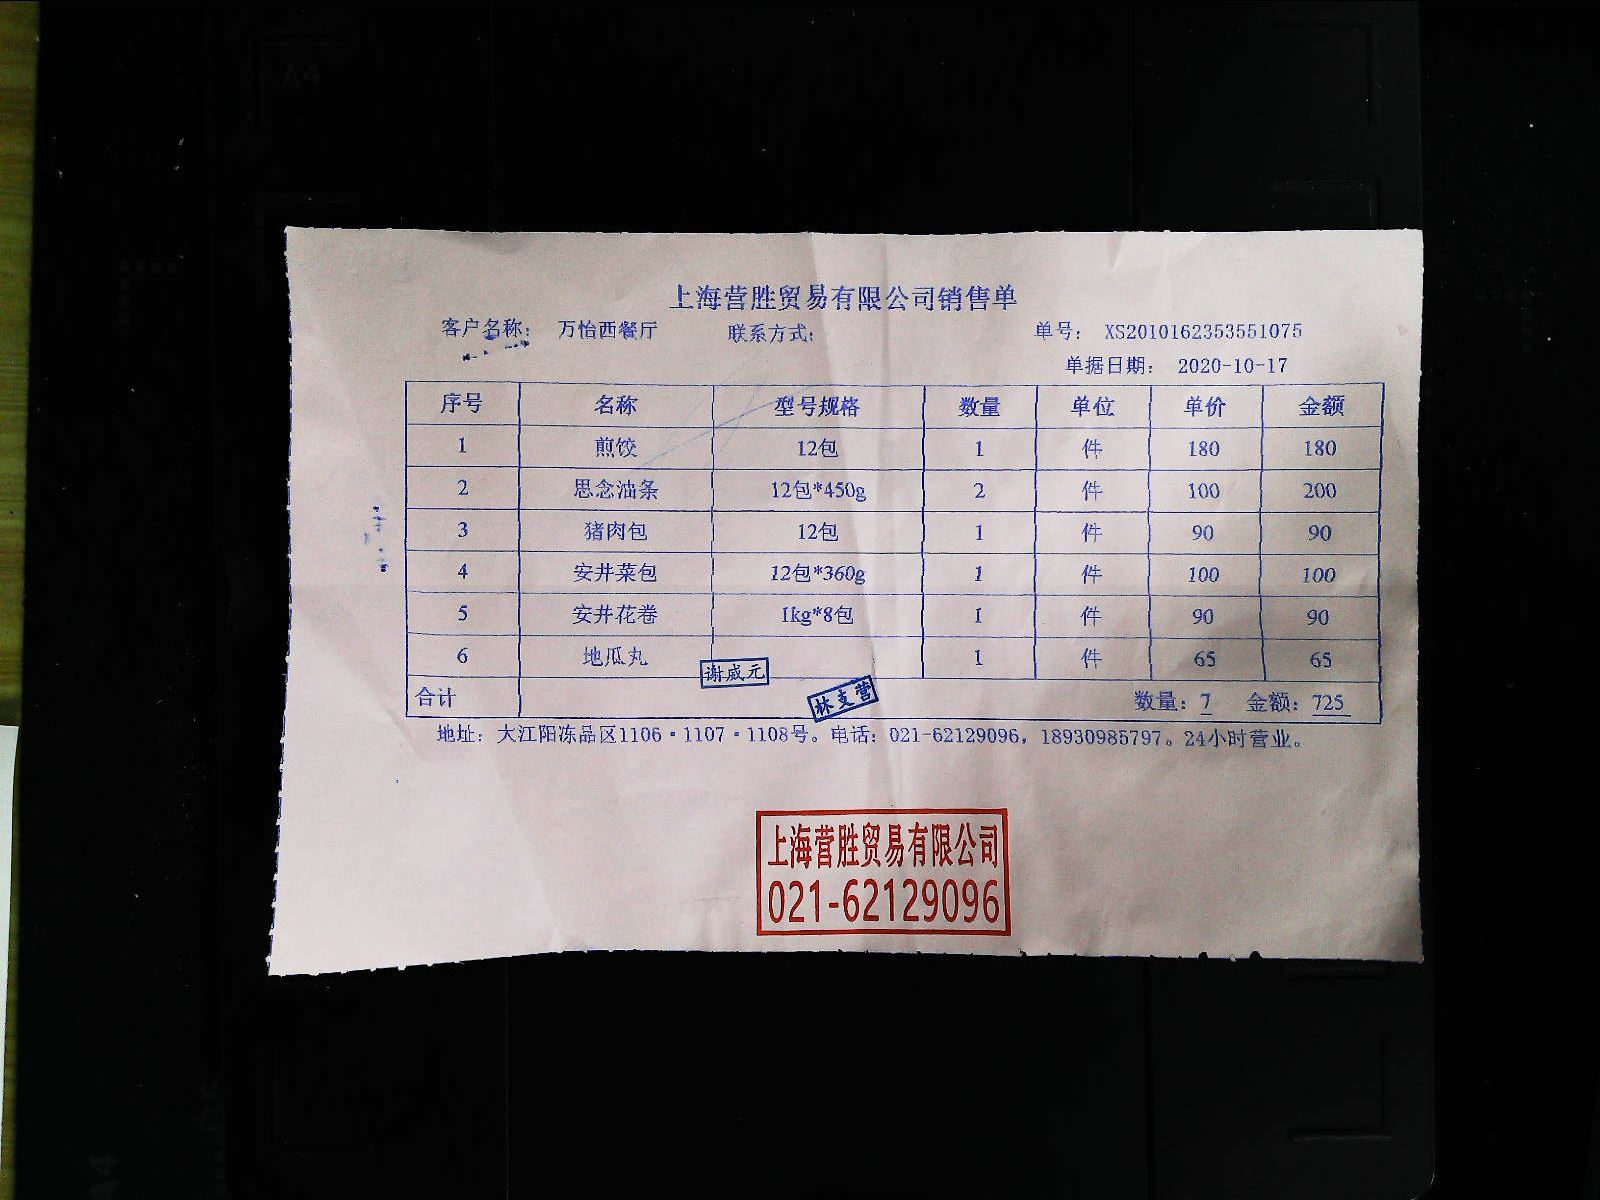 上海营胜贸易有限公司销售单
客户名称： 万怡西餐厅 联系方式： 单号： XS2010162353551075
单据日期： 2020-10-17
序号 名称 型号规格 数量 单位 单价 金额
1 煎饺 12包 1 件 180 180
2 思念油条 12包*450g 2 件 100 200
3 猪肉包 12包 1 件 90 90
4 安井菜包 12包*360g 1 件 100 100
5 安井花卷 1kg*8包 1 件 90 90
6 地瓜丸 1 件 65 65
谢威元
林支营
合计 数量：7 金额：725
地址：大江阳冻品区1106·1107·1108号。电话：021-62129096，18930985797。24小时营业。
上海营胜贸易有限公司
021-62129096
A4
A4